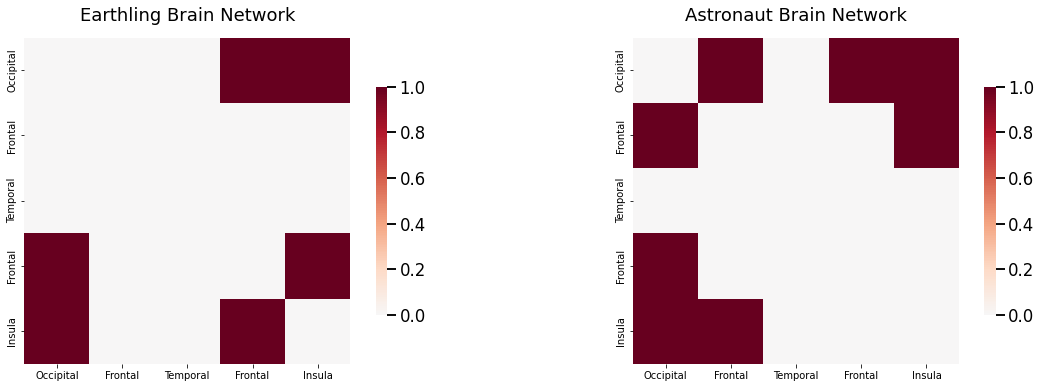 Earthling Brain Network
Occipital
Frontal
Temporal
Frontal
Insula
Occipital Frontal Temporal Frontal Insula
1.0
0.8
0.6
0.4
0.2
0.0
Astronaut Brain Network
Occipital
Frontal
Temporal
Frontal
Insula
Occipital Frontal Temporal Frontal Insula
1.0
0.8
0.6
0.4
0.2
0.0